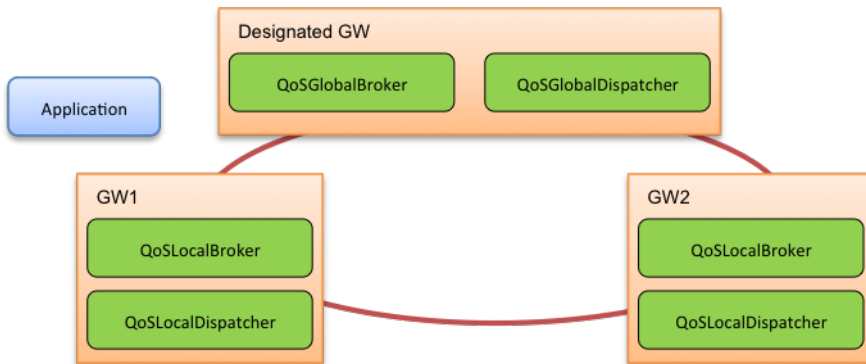 Designated GW
QoSGlobalBroker
QoSGlobalDispatcher
Application
GW1
QoSLocalBroker
QoSLocalDispatcher
GW2
QoSLocalBroker
QoSLocalDispatcher